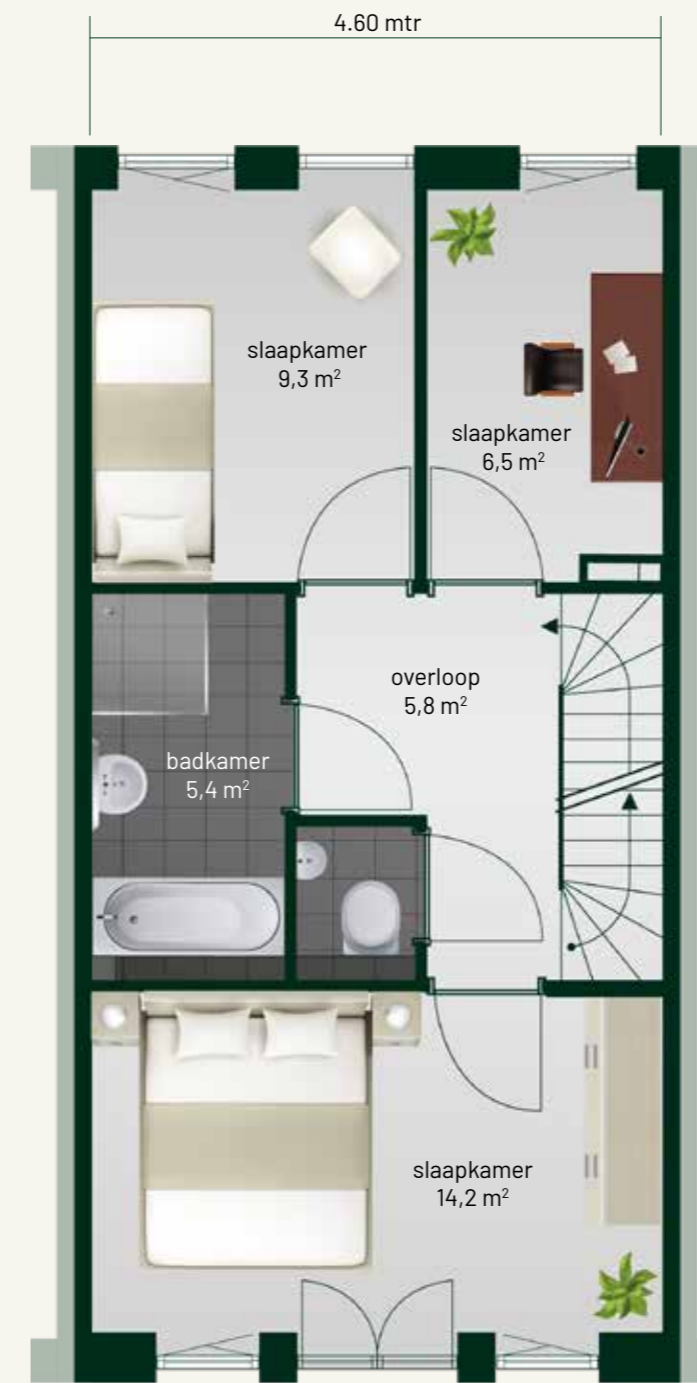 4.60 mtr
slaapkamer
9,3 m²
slaapkamer
6,5 m²
overloop
5,8 m²
badkamer
5,4 m²
slaapkamer
14,2 m²